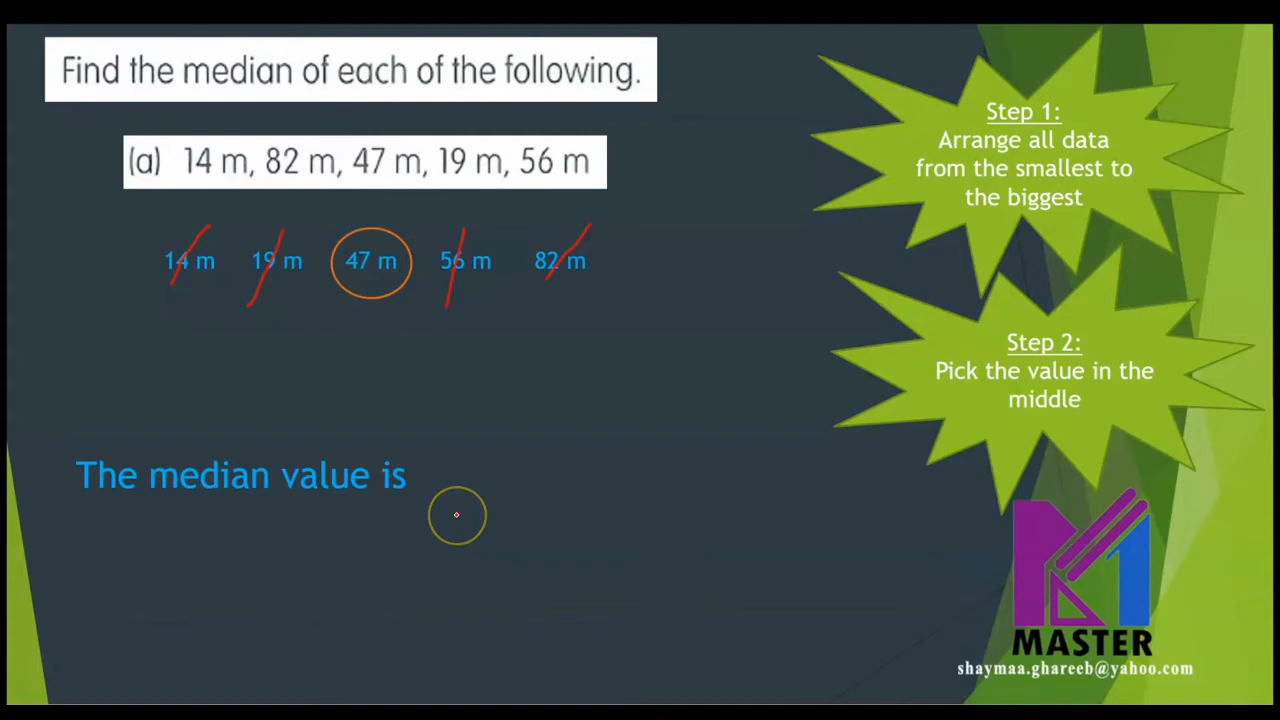 Find the median of each of the following.
(a) 14 m, 82 m, 47 m, 19 m, 56 m
14 m 19 m 47 m 56 m 82 m
The median value is
Step 1:
Arrange all data
from the smallest to
the biggest
Step 2:
Pick the value in the
middle
M1
MASTER
shaymaa.ghareeb@yahoo.com